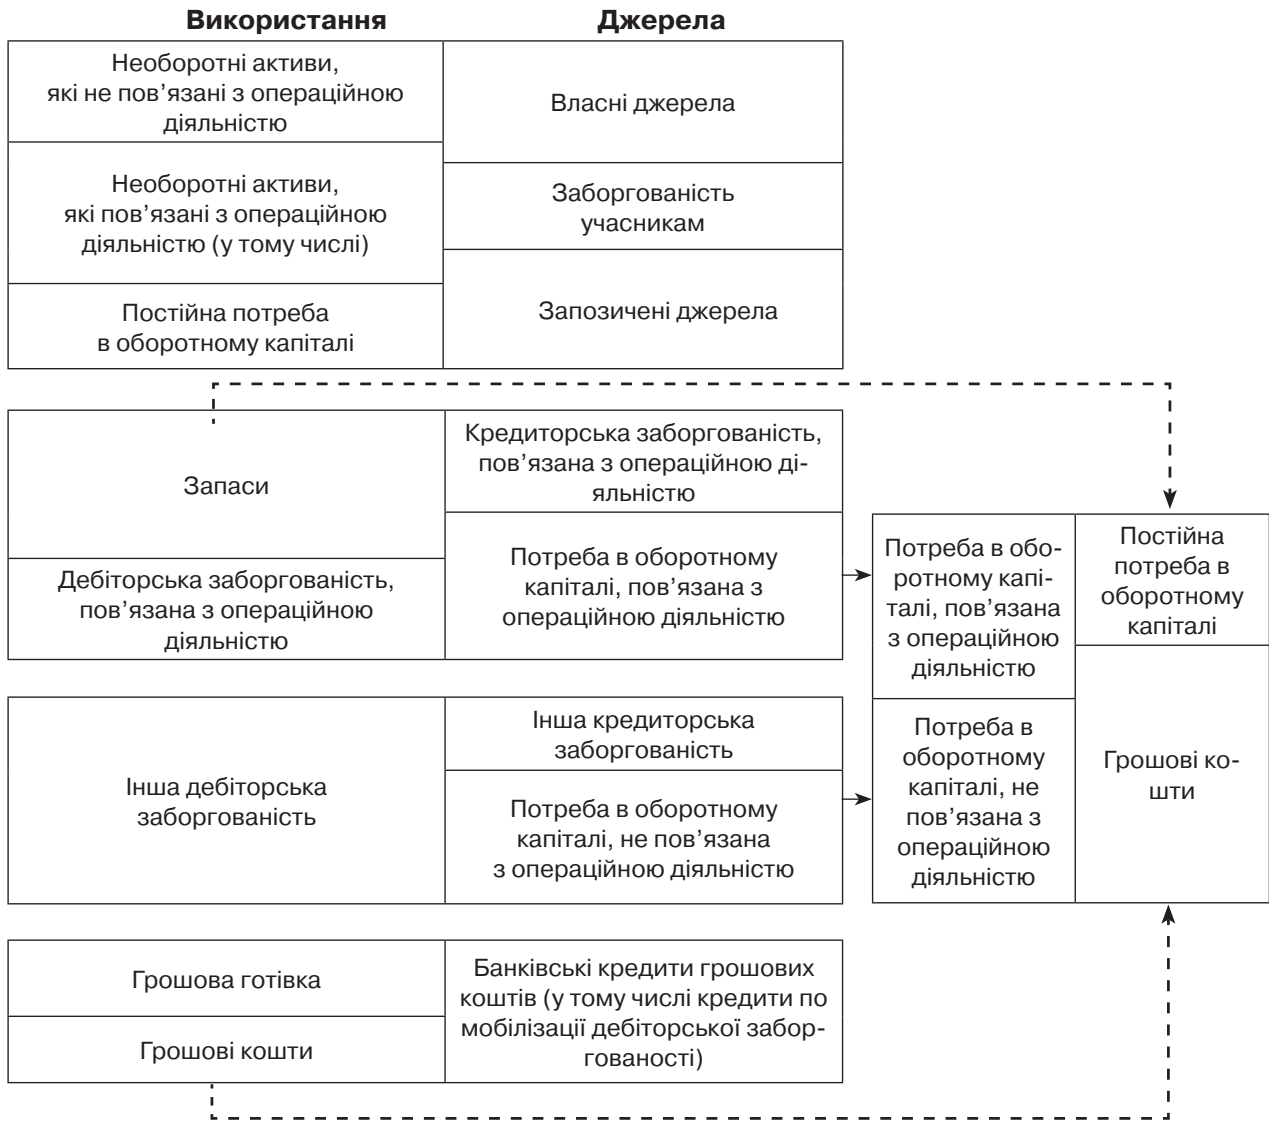 Використання
Джерела
Необоротні активи,
які не пов’язані з операційною
діяльністю
Власні джерела
Необоротні активи,
які пов’язані з операційною
діяльністю (у тому числі)
Заборгованість
учасникам
Постійна потреба
в оборотному капіталі
Запозичені джерела
Запаси
Кредиторська заборгованість,
пов’язана з операційною ді-
яльністю
Дебіторська заборгованість,
пов’язана з операційною
діяльністю
Потреба в оборотному
капіталі, пов’язана з
операційною діяльністю
Потреба в обо-
ротному капі-
талі, пов’язана
з операційною
діяльністю
Постійна
потреба в
оборотному
капіталі
Інша дебіторська
заборгованість
Інша кредиторська
заборгованість
Потреба в оборотному
капіталі, не пов’язана
з операційною діяльністю
Потреба в
оборотному
капіталі, не
пов’язана з
операційною
діяльністю
Грошові ко-
шти
Грошова готівка
Грошові кошти
Банківські кредити грошових
коштів (у тому числі кредити по
мобілізації дебіторської забор-
гованості)